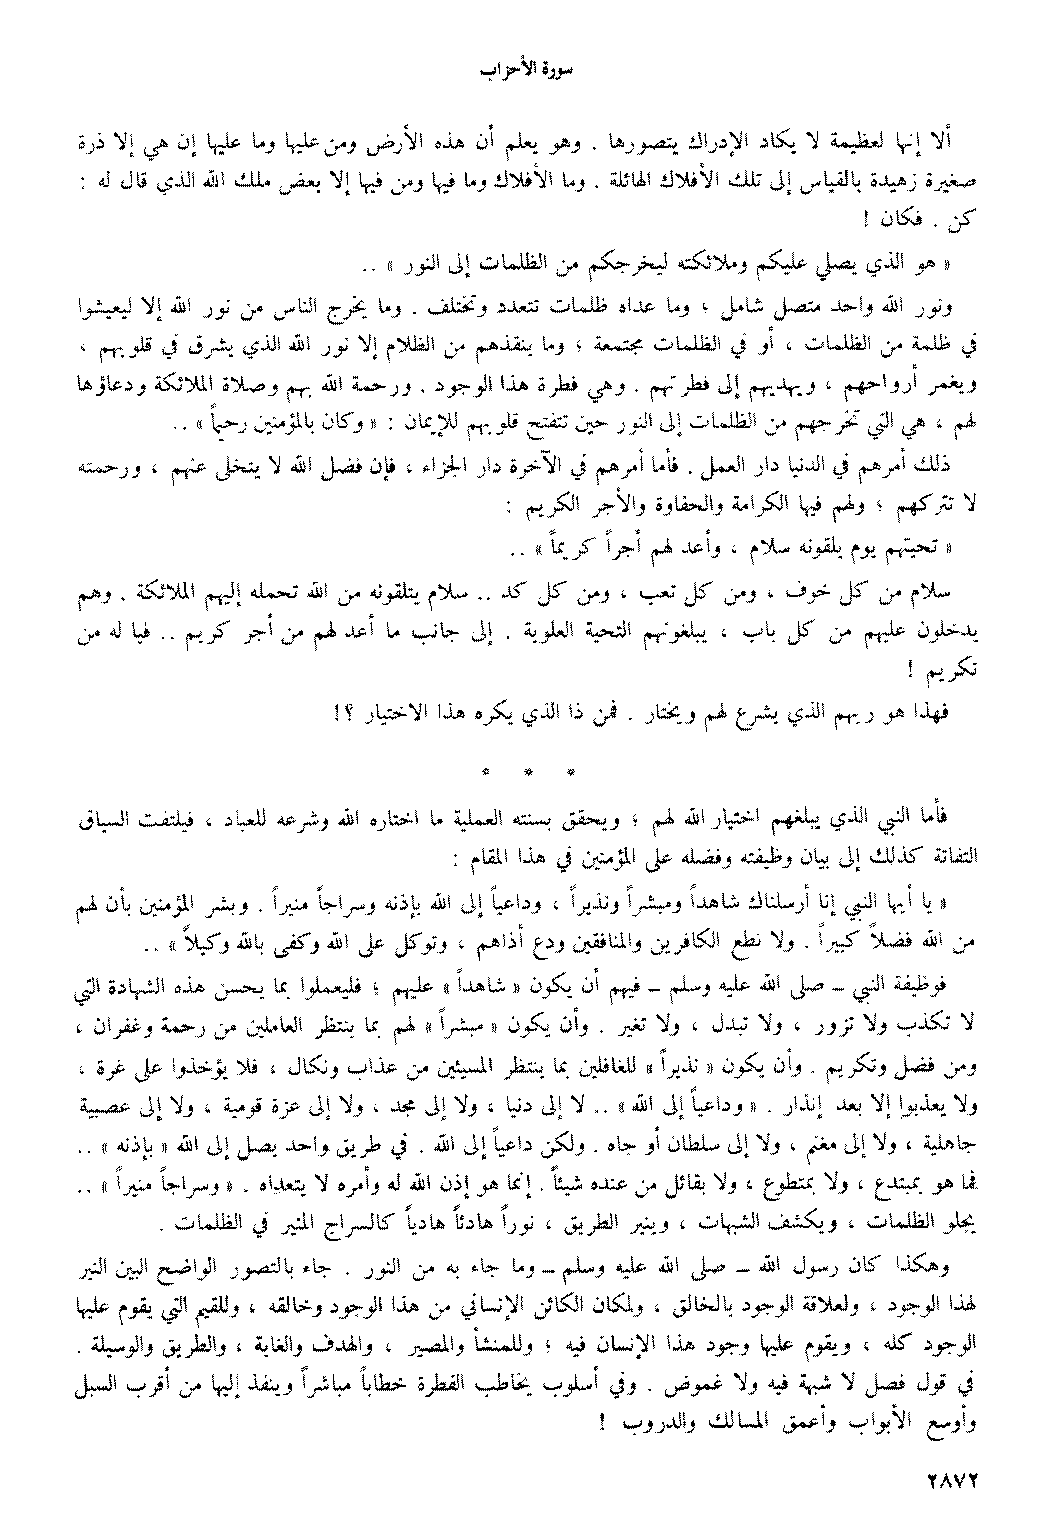 سورة الأحزاب
ألا إنها لعظيمة لا يكاد الإدراك يتصورها . وهو يعلم أن هذه الأرض ومن عليها وما عليها إن هي إلا ذرة
صغيرة زهيدة بالقياس إلى تلك الأفلاك الهائلة . وما الأفلاك وما فيها ومن فيها إلا بعض ملك الله الذي قال له :
كن . فكان !
« هو الذي يصلي عليكم وملائكته ليخرجكم من الظلمات إلى النور » ..
ونور الله واحد متصل شامل ؛ وما عداه ظلمات تتعدد وتختلف . وما يخرج الناس من نور الله إلا ليعيشوا
في ظلمة من الظلمات ، أو في الظلمات مجتمعة ؛ وما ينقذهم من الظلام إلا نور الله الذي يشرق في قلوبهم ،
ويغمر أرواحهم ، ويهديهم إلى فطرتهم . وهي فطرة هذا الوجود . ورحمة الله بهم وصلاة الملائكة ودعاؤها
لهم ، هي التي تخرجهم من الظلمات إلى النور حين تتفتح قلوبهم للإيمان : « وكان بالمؤمنين رحيماً » ..
ذلك أمرهم في الدنيا دار العمل . فأما أمرهم في الآخرة دار الجزاء ، فإن فضل الله لا يتخلى عنهم ، ورحمته
لا تتركهم ؛ ولهم فيها الكرامة والحفاوة والأجر الكريم :
« تحيتهم يوم يلقونه سلام ، وأعد لهم أجراً كريماً » ..
سلام من كل خوف ، ومن كل تعب ، ومن كل كد .. سلام يتلقونه من الله تحمله إليهم الملائكة . وهم
يدخلون عليهم من كل باب ، يبلغونهم التحية العلوية . إلى جانب ما أعد لهم من أجر كريم .. فيا له من
تكريم !
فهذا هو ربهم الذي يشرع لهم ويختار . فمن ذا الذي يكره هذا الاختيار ؟!
* * *
فأما النبي الذي يبلغهم اختيار الله لهم ؛ ويحقق بسنته العملية ما اختاره الله وشرعه للعباد ، فيلتفت السياق
التفاتة كذلك إلى بيان وظيفته وفضله على المؤمنين في هذا المقام :
« يا أيها النبي إنا أرسلناك شاهداً ومبشراً ونذيراً ، وداعياً إلى الله بإذنه وسراجاً منيراً . وبشر المؤمنين بأن لهم
من الله فضلاً كبيراً . ولا تطع الكافرين والمنافقين ودع أذاهم ، وتوكل على الله وكفى بالله وكيلاً » ..
فوظيفة النبي – صلى الله عليه وسلم – فيهم أن يكون « شاهداً » عليهم ؛ فليعملوا بما يحسن هذه الشهادة التي
لا تكذب ولا تزور ، ولا تبدل ، ولا تغير . وأن يكون « مبشراً » لهم بما ينتظر العاملين من رحمة وغفران ،
ومن فضل وتكريم . وأن يكون « نذيراً » للغافلين بما ينتظر المسيئين من عذاب ونكال ، فلا يؤخذوا على غرة ،
ولا يعذبوا إلا بعد إنذار . « وداعياً إلى الله » .. لا إلى دنيا ، ولا إلى مجد ، ولا إلى عزة قومية ، ولا إلى عصبية
جاهلية ، ولا إلى مغنم ، ولا إلى سلطان أو جاه . ولكن داعياً إلى الله . في طريق واحد يصل إلى الله « بإذنه » ..
فما هو بمبتدع ، ولا بمتطوع ، ولا بقائل من عنده شيئاً . إنما هو إذن الله له وأمره لا يتعداه . « وسراجاً منيراً » ..
يجلو الظلمات ، ويكشف الشبهات ، وينير الطريق ، نوراً هادئاً هادياً كالسراج المنير في الظلمات .
وهكذا كان رسول الله – صلى الله عليه وسلم – وما جاء به من النور . جاء بالتصور الواضح البين النير
لهذا الوجود ، ولعلاقة الوجود بالخالق ، ولمكان الكائن الإنساني من هذا الوجود وخالقه ، وللقيم التي يقوم عليها
الوجود كله ، ويقوم عليها وجود هذا الإنسان فيه ؛ وللمنشأ والمصير ، والهدف والغاية ، والطريق والوسيلة .
في قول فصل لا شبهة فيه ولا غموض . وفي أسلوب يخاطب الفطرة خطاباً مباشراً وينفذ إليها من أقرب السبل
وأوسع الأبواب وأعمق المسالك والدروب !
٢٨٧٢